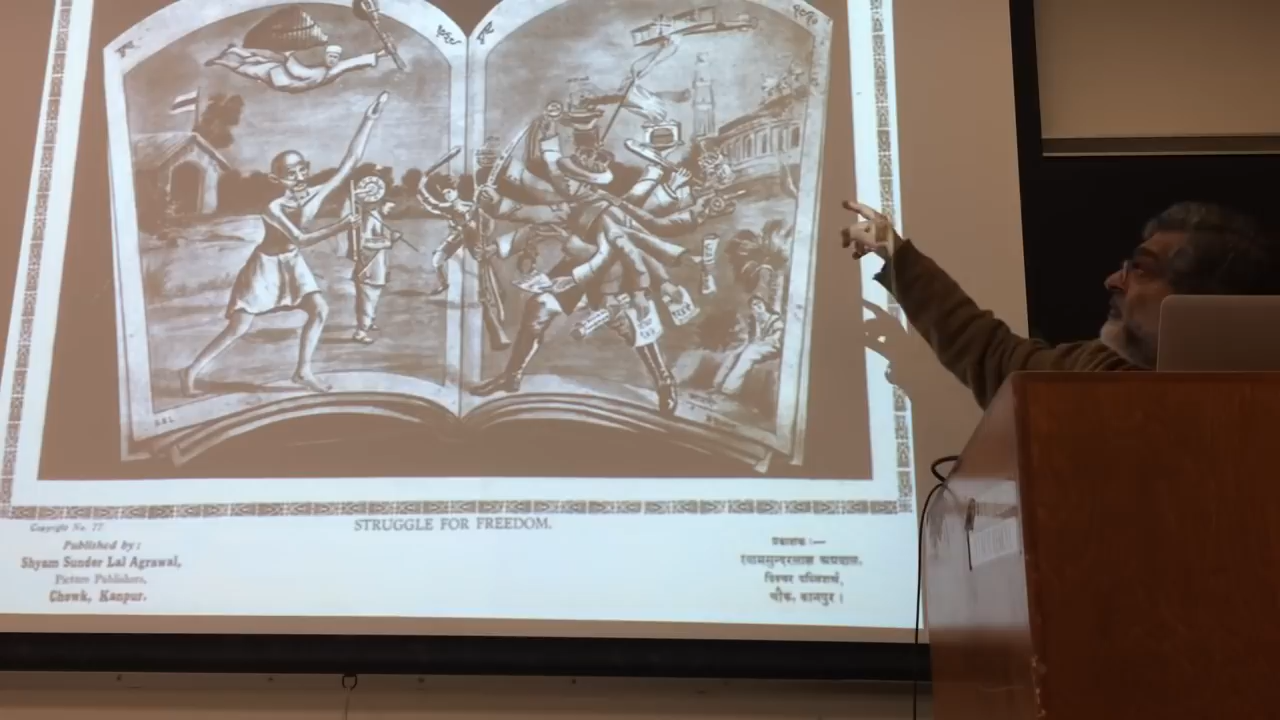 STRUGGLE FOR FREEDOM.
Copyright No. 77
Published by:
Shyam Sunder Lal Agrawal,
Picture Publishers,
Chowk, Kanpur.
प्रकाशक :—
श्यामसुन्दरलाल अग्रवाल,
पिक्चर पब्लिशर्स,
चौक, कानपुर ।